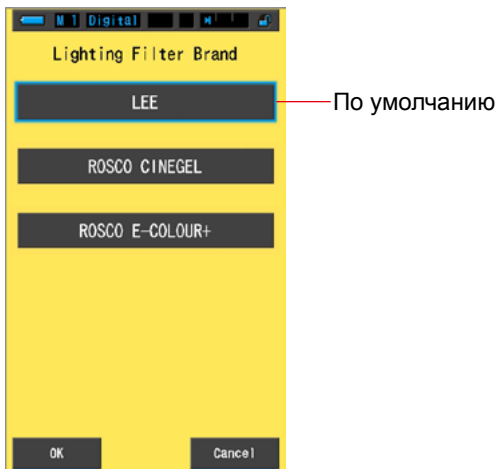 M 1 Digital
Lighting Filter Brand
LEE
По умолчанию
ROSCO CINEGEL
ROSCO E-COLOUR+
OK
Cancel